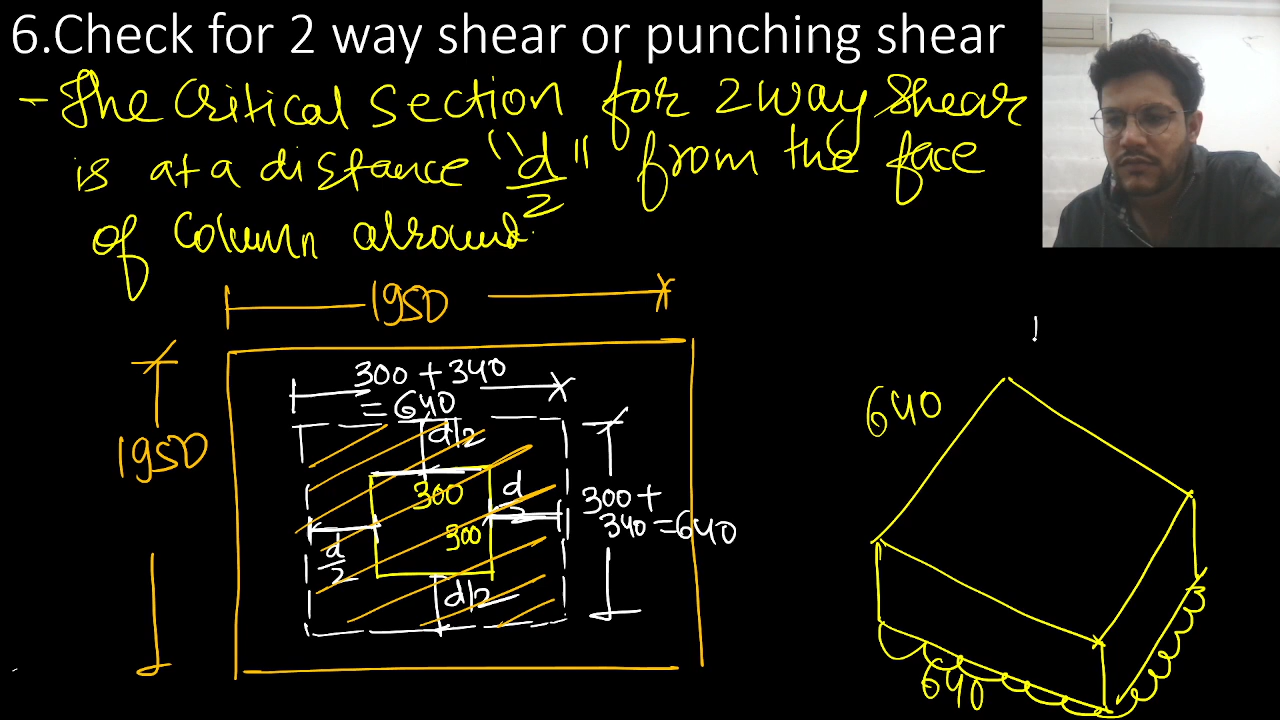 6.Check for 2 way shear or punching shear
- The Critical Section for 2 way Shear
is at a distance "d/2" from the face
of Column arround.
1950
300 + 340
= 640
1950
d/2
300
d/2
300 +
340 = 640
300
d/2
d/2
640
640